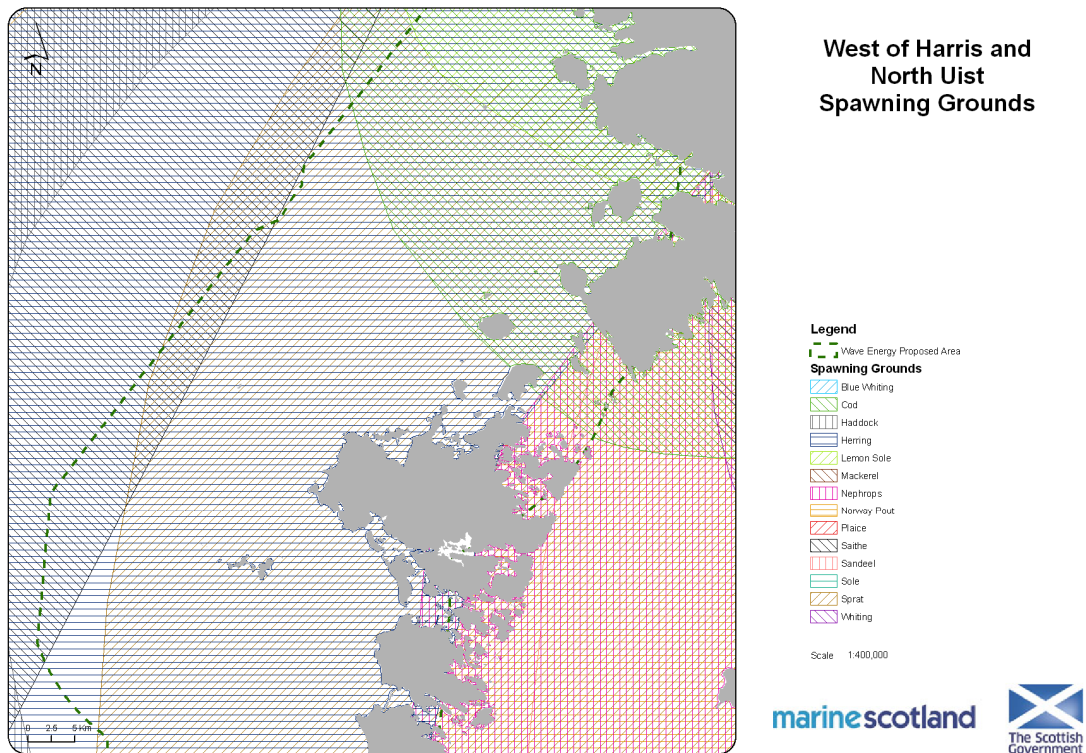 N
0 2.5 5 Km
West of Harris and
North Uist
Spawning Grounds
Legend
Wave Energy Proposed Area
Spawning Grounds
Blue Whiting
Cod
Haddock
Herring
Lemon Sole
Mackerel
Nephrops
Norway Pout
Plaice
Saithe
Sandeel
Sole
Sprat
Whiting
Scale 1:400,000
marinescotland
The Scottish
Government